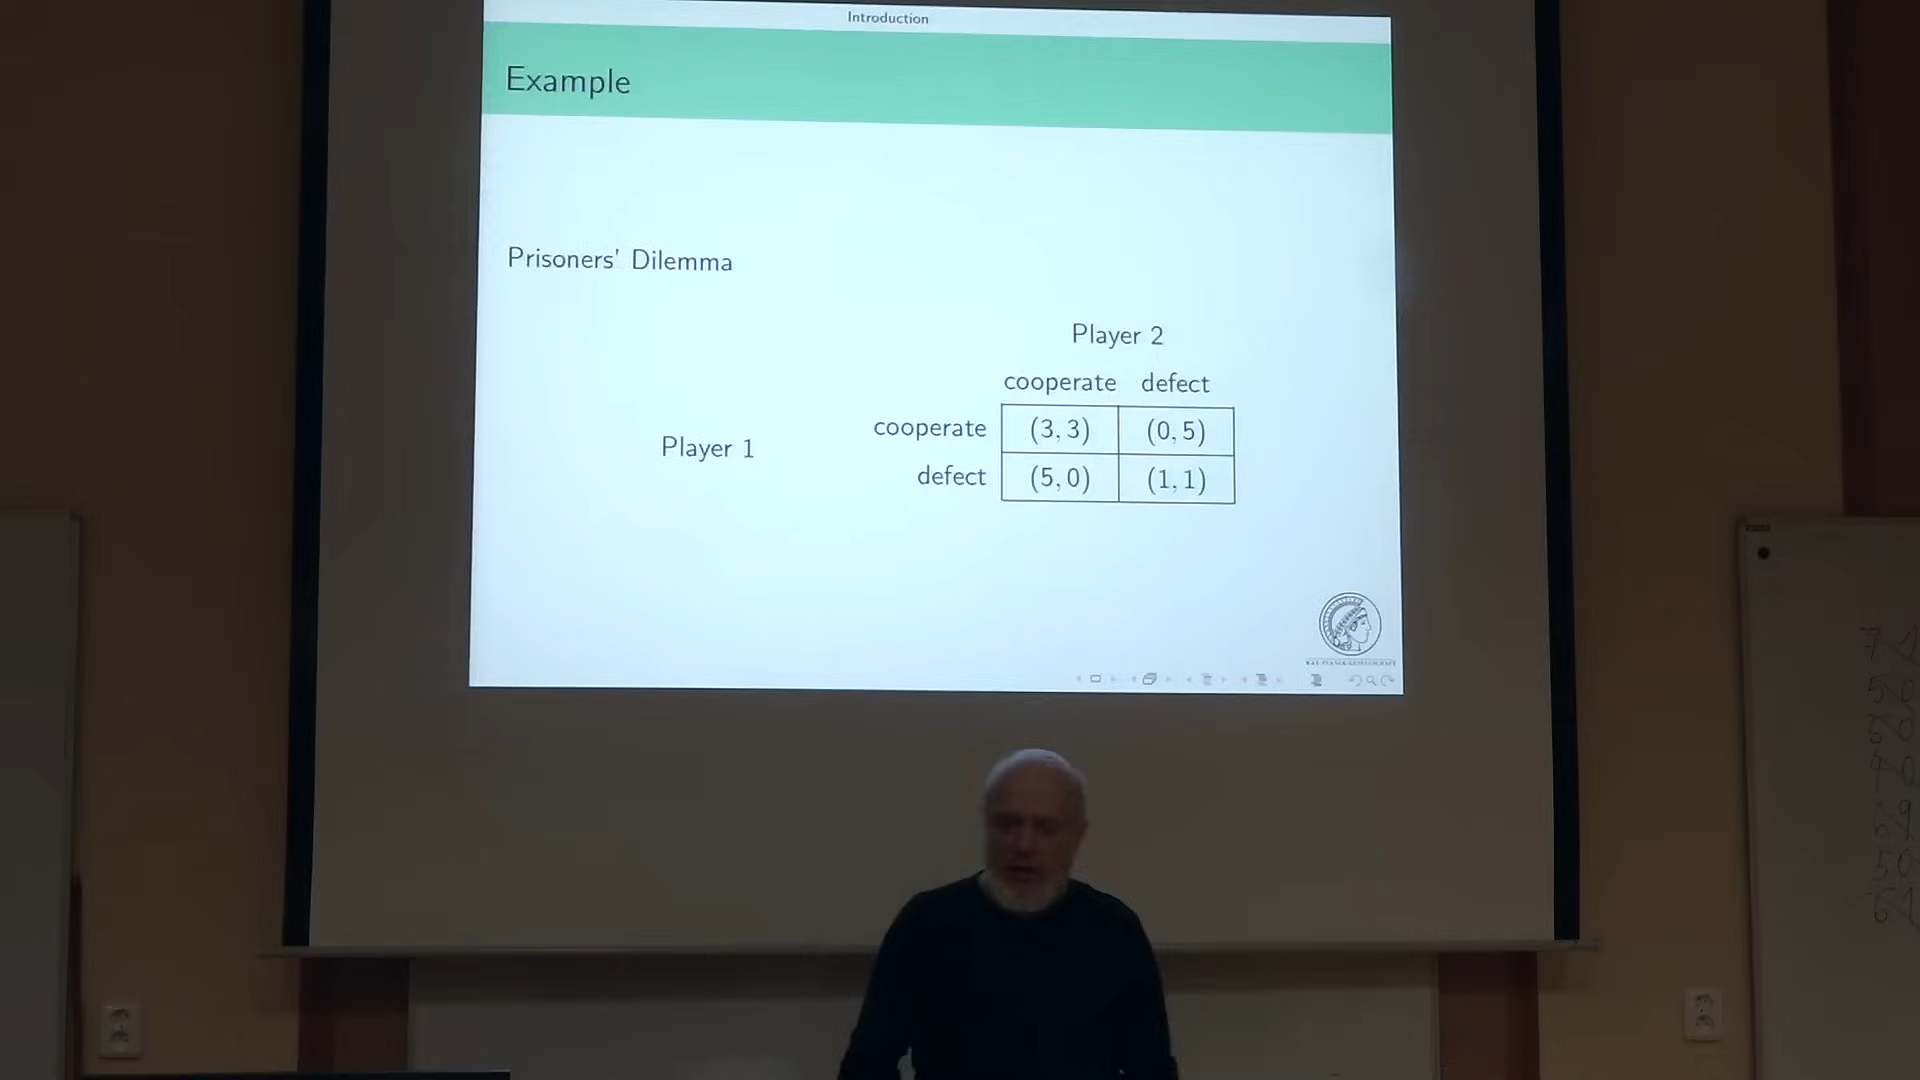 Introduction
Example
Prisoners' Dilemma
Player 2
cooperate defect
cooperate (3, 3) (0, 5)
Player 1
defect (5, 0) (1, 1)